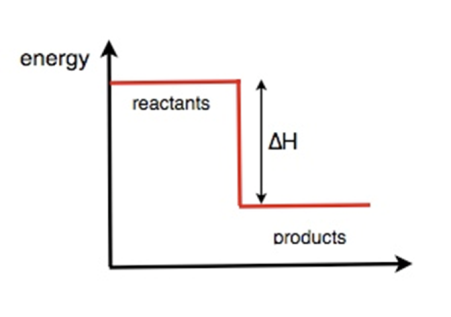 energy
reactants
ΔH
products